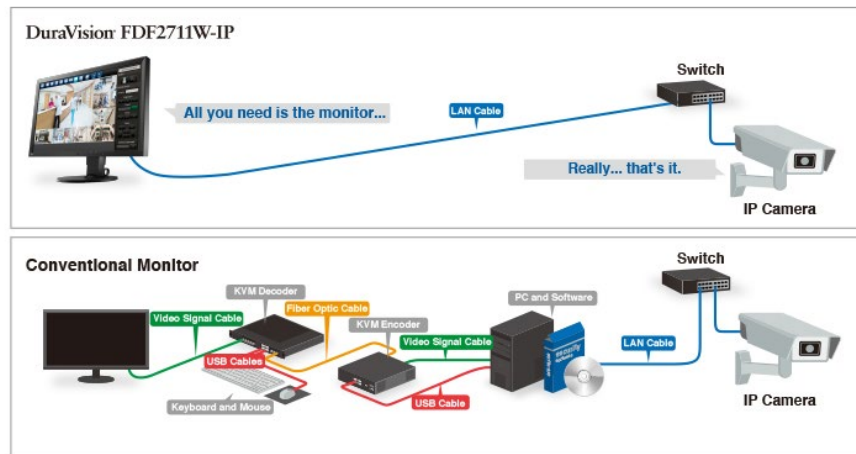 DuraVision FDF2711W-IP
Switch
All you need is the monitor...
LAN Cable
Really... that's it.
IP Camera
Conventional Monitor
Switch
KVM Decoder
PC and Software
Fiber Optic Cable
Video Signal Cable
KVM Encoder
Video Signal Cable
LAN Cable
USB Cables
Keyboard and Mouse
USB Cable
IP Camera